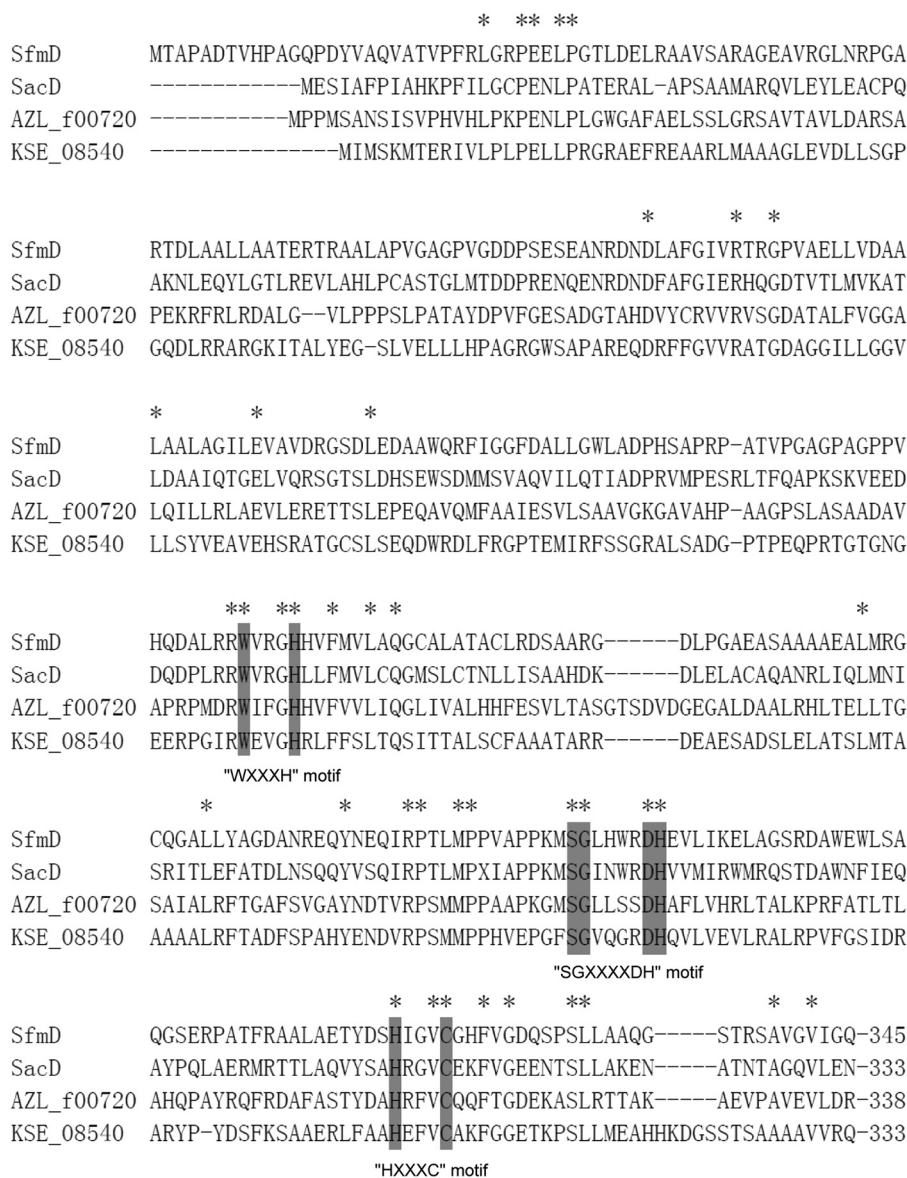 * ** **
SfmD MTAPADTVHPAGQPDYVAQVATVPFRLGRPEELPGTLDELRAAVSARAGEAVRGLNRPGA
SacD ------------MESIAFPIAHKPFILGCPENLPATERAL-APSAAMARQVLEYLEACPQ
AZL_f00720 -----------MPPMSANSISVPHVHLPKPENLPLGWGAFAELSSLGRSAVTAVLDARSA
KSE_08540 ---------------MIMSKMTERIVLPLPELLPRGRAEFREAARLMAAAGLEVDLLSGP
* * *
SfmD RTDLAALLAATERTRAALAPVGAGPVGDDPSESEANRDNDLAFGIVRTRGPVAELLVDAA
SacD AKNLEQYLGTLREVLAHLPCASTGLMTDDPRENQENRDNDFAFGIERHQGDTVTLMVKAT
AZL_f00720 PEKRFRLRDALG--VLPPPSLPATAYDPVFGESADGTAHDVYCRVVRVSGDATALFVGGA
KSE_08540 GQDLRRARGKITALYEG-SLVELLLHPAGRGWSAPAREQDRFFGVVRATGDAGGILLGGV
* * *
SfmD LAALAGILEVAVDRGSDLEDAAWQRFIGGFDALLGWLADPHSAPRP-ATVPGAGPAGPPV
SacD LDAAIQTGELVQRSGTSLDHSEWSDMMSVAQVILQTIADPRVMPESRLTFQAPKSKVEED
AZL_f00720 LQILLRLAEVLERETTSLEPEQAVQMFAAIESVLSAAVGKGAVAHP-AAGPSLASAADAV
KSE_08540 LLSYVEAVEHSRATGCSLSEQDWRDLFRGPTEMIRFSSGRALSADG-PTPEQPRTGTGNG
** ** * * * *
SfmD HQDALRRWVRGHHVFMVLAQGCALATACLRDSAARG------DLPGAEASAAAAEALMRG
SacD DQDPLRRWVRGHLLFMVLCQGMSLCTNLLISAAHDK------DLELACAQANRLIQLMNI
AZL_f00720 APRPMDRWIFGHHVFVVLIQGLIVALHHFESVLTASGTSDVDGEGALDAALRHLTELLTG
KSE_08540 EERPGIRWEVGHRLFFSLTQSITTALSCFAAATARR------DEAESADSLELATSLMTA
"WXXXH" motif
* * ** ** ** **
SfmD CQGALLYAGDANREQYNEQIRPTLMPPVAPPKMSGLHWRDHEVLIKELAGSRDAWEWLSA
SacD SRITLEFATDLNSQQYVSQIRPTLMPXIAPPKMSGINWRDHVVMIRWMRQSTDAWNFIEQ
AZL_f00720 SAIALRFTGAFSVGAYNDTVRPSMMPPAAPKGMSGLLSSDHAFLVHRLTALKPRFATLTL
KSE_08540 AAAALRFTADFSPAHYENDVRPSMMPPHVEPGFSGVQGRDHQVLVEVLRALRPVFGSIDR
"SGXXXXDH" motif
* ** * * ** * *
SfmD QGSERPATFRAALAETYDSHIGVCGHFVGDQSPSLLAAQG-----STRSAVGVIGQ-345
SacD AYPQLAERMRTTLAQVYSAHRGVCEKFVGEENTSLLAKEN-----ATNTAGQVLEN-333
AZL_f00720 AHQPAYRQFRDAFASTYDAHRFVCQQFTGDEKASLRTTAK-----AEVPAVEVLDR-338
KSE_08540 ARYP-YDSFKSAAERLFAAHEFVCAKFGGETKPSLLMEAHHKDGSSTSAAAAVVRQ-333
"HXXXC" motif